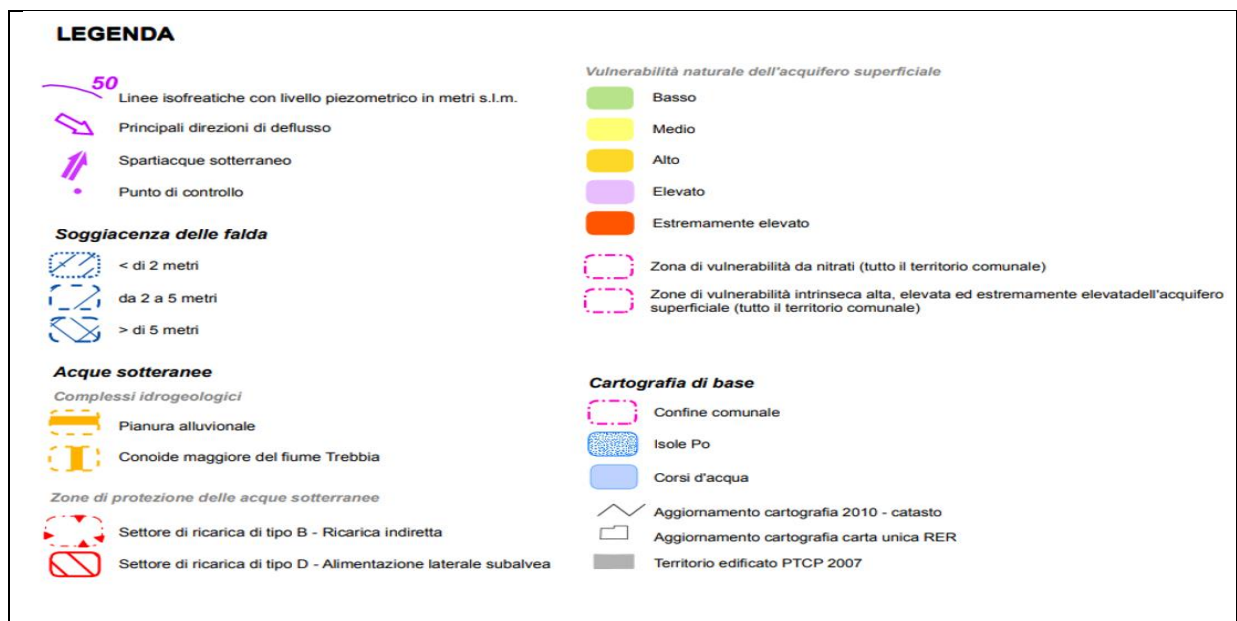 LEGENDA
50
Linee isofreatiche con livello piezometrico in metri s.l.m.
Principali direzioni di deflusso
Spartiacque sotterraneo
Punto di controllo
Soggiacenza delle falda
< di 2 metri
da 2 a 5 metri
> di 5 metri
Acque sotteranee
Complessi idrogeologici
Pianura alluvionale
Conoide maggiore del fiume Trebbia
Zone di protezione delle acque sotterranee
Settore di ricarica di tipo B - Ricarica indiretta
Settore di ricarica di tipo D - Alimentazione laterale subalvea
Vulnerabilità naturale dell'acquifero superficiale
Basso
Medio
Alto
Elevato
Estremamente elevato
Zona di vulnerabilità da nitrati (tutto il territorio comunale)
Zone di vulnerabilità intrinseca alta, elevata ed estremamente elevatadell'acquifero
superficiale (tutto il territorio comunale)
Cartografia di base
Confine comunale
Isole Po
Corsi d'acqua
Aggiornamento cartografia 2010 - catasto
Aggiornamento cartografia carta unica RER
Territorio edificato PTCP 2007